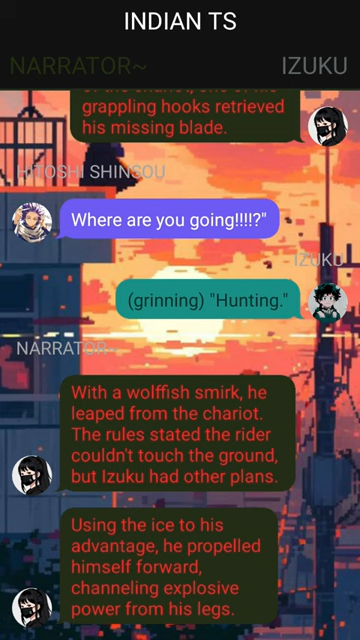 INDIAN TS
NARRATOR~ IZUKU
grappling hooks retrieved
his missing blade.
HITOSHI SHINSOU
Where are you going!!!!?"
IZUKU
(grinning) "Hunting."
NARRATOR~
With a wolffish smirk, he
leaped from the chariot.
The rules stated the rider
couldn't touch the ground,
but Izuku had other plans.
Using the ice to his
advantage, he propelled
himself forward,
channeling explosive
power from his legs.